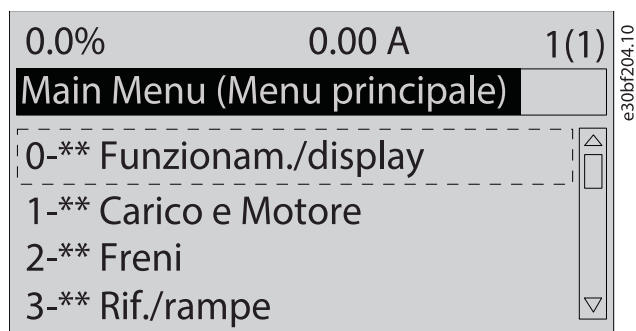 0.0% 0.00 A 1(1)
Main Menu (Menu principale)
0-** Funzionam./display
1-** Carico e Motore
2-** Freni
3-** Rif./rampe
e30bf204.10